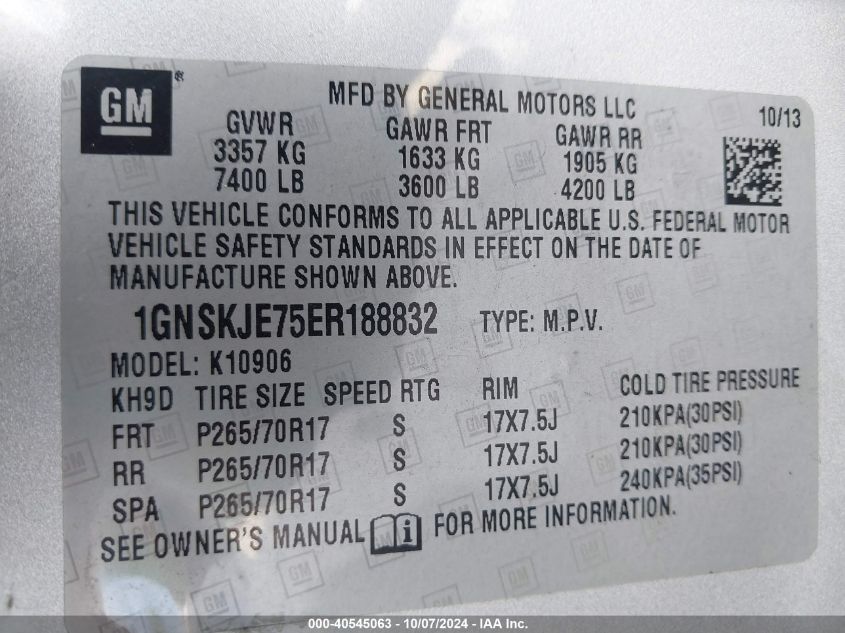 GM
MFD BY GENERAL MOTORS LLC
10/13
GVWR GAWR FRT GAWR RR
3357 KG 1633 KG 1905 KG
7400 LB 3600 LB 4200 LB
THIS VEHICLE CONFORMS TO ALL APPLICABLE U.S. FEDERAL MOTOR
VEHICLE SAFETY STANDARDS IN EFFECT ON THE DATE OF
MANUFACTURE SHOWN ABOVE.
1GNSKJE75ER188832 TYPE: M.P.V.
MODEL: K10906
KH9D TIRE SIZE SPEED RTG RIM COLD TIRE PRESSURE
FRT P265/70R17 S 17X7.5J 210KPA(30PSI)
RR P265/70R17 S 17X7.5J 210KPA(30PSI)
SPA P265/70R17 S 17X7.5J 240KPA(35PSI)
SEE OWNER'S MANUAL i FOR MORE INFORMATION.
000-40545063 - 10/07/2024 - IAA Inc.